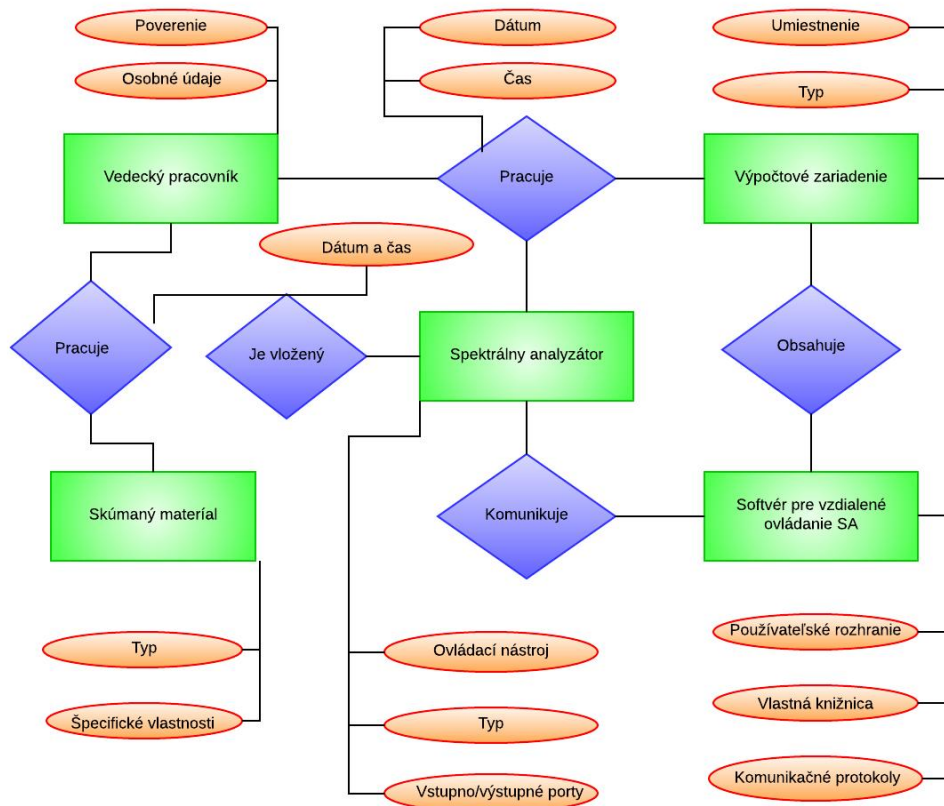 Poverenie
Dátum
Umiestnenie
Osobné údaje
Čas
Typ
Vedecký pracovník
Pracuje
Výpočtové zariadenie
Dátum a čas
Pracuje
Je vložený
Spektrálny analyzátor
Obsahuje
Skúmaný materíal
Komunikuje
Softvér pre vzdialené
ovládanie SA
Typ
Ovládací nástroj
Používateľské rozhranie
Špecifické vlastnosti
Typ
Vlastná knižnica
Vstupno/výstupné porty
Komunikačné protokoly